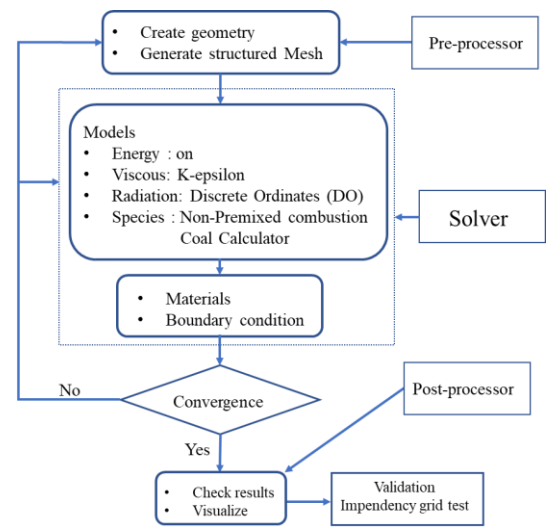 • Create geometry
• Generate structured Mesh
Pre-processor
Models
• Energy : on
• Viscous: K-epsilon
• Radiation: Discrete Ordinates (DO)
• Species : Non-Premixed combustion
Coal Calculator
Solver
• Materials
• Boundary condition
No
Convergence
Post-processor
Yes
• Check results
• Visualize
Validation
Impendency grid test